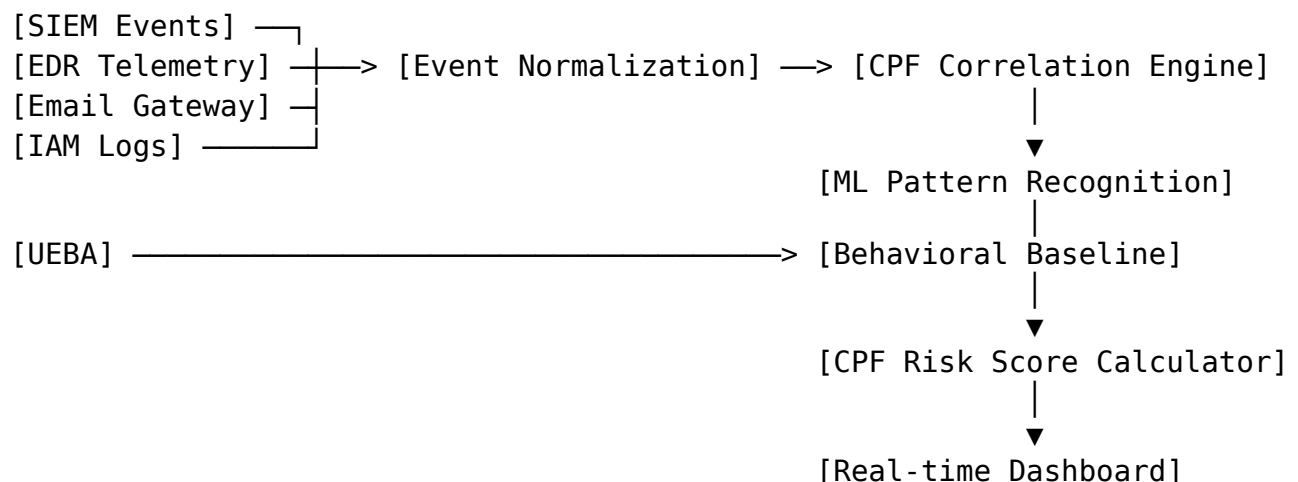 [SIEM Events]
[EDR Telemetry] [Event Normalization] [CPF Correlation Engine]
[Email Gateway]
[IAM Logs]
[ML Pattern Recognition]
[UEBA] [Behavioral Baseline]
[CPF Risk Score Calculator]
[Real-time Dashboard]